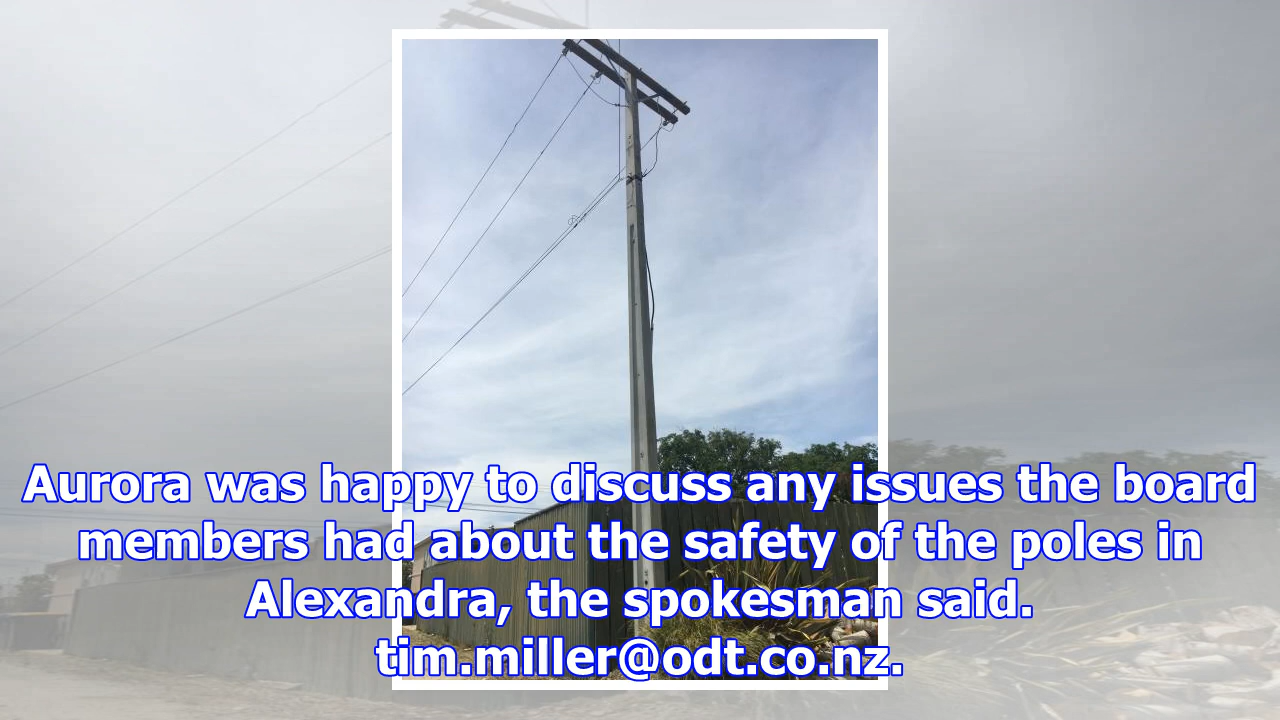 Aurora was happy to discuss any issues the board
members had about the safety of the poles in
Alexandra, the spokesman said.
tim.miller@odt.co.nz.